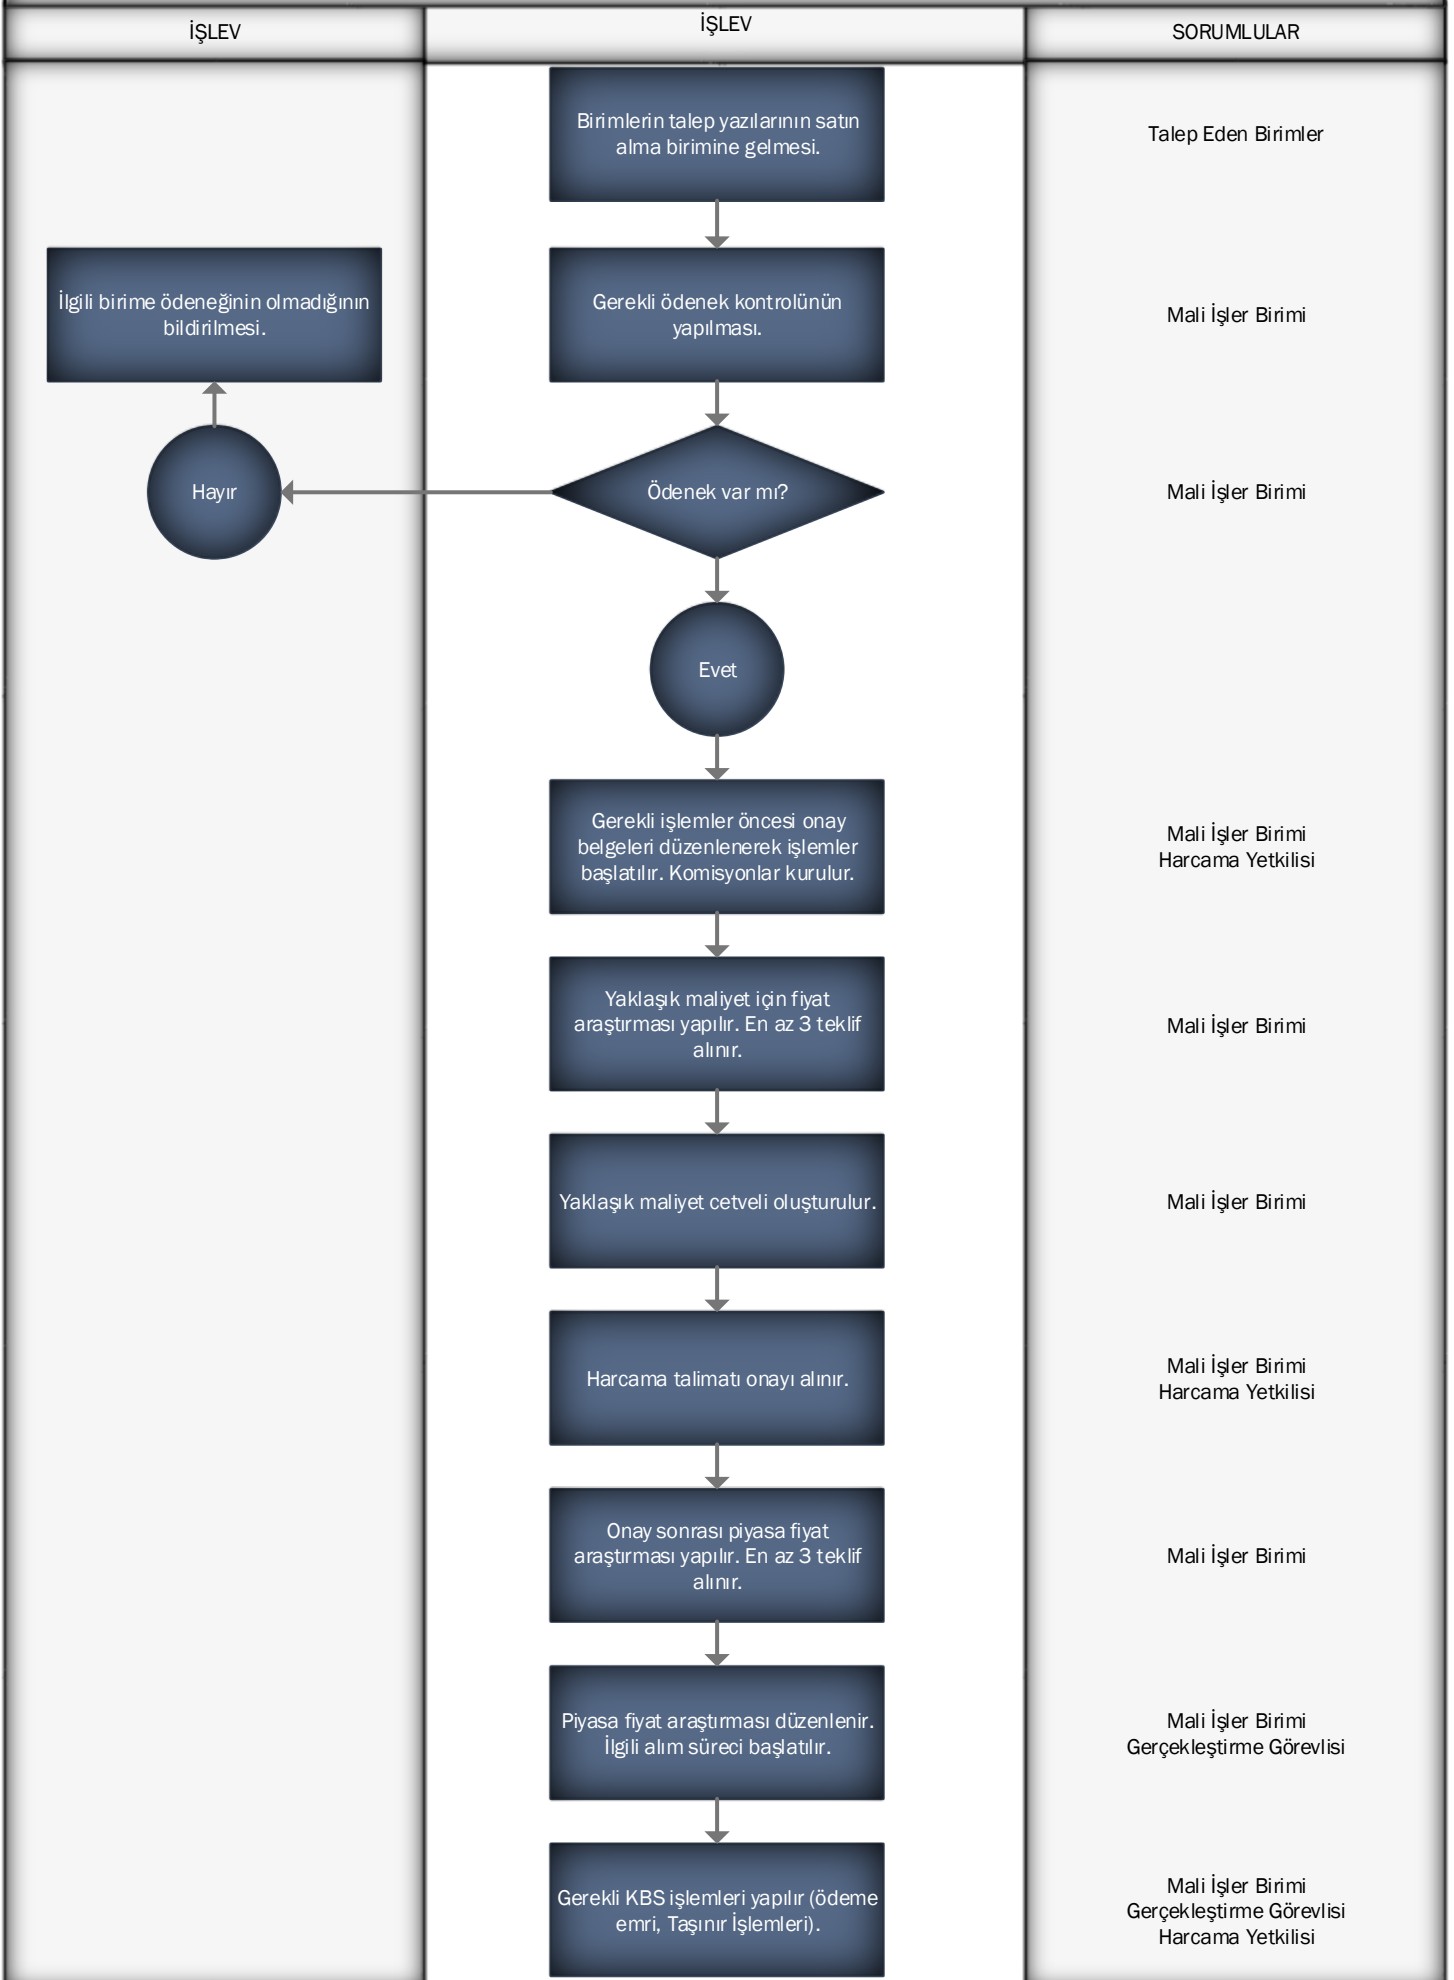 İŞLEV
İŞLEV
SORUMLULAR
Birimlerin talep yazılarının satın
alma birimine gelmesi.
Talep Eden Birimler
İlgili birime ödeneğinin olmadığının
bildirilmesi.
Gerekli ödenek kontrolünün
yapılması.
Mali İşler Birimi
Hayır
Ödenek var mı?
Mali İşler Birimi
Evet
Gerekli işlemler öncesi onay
belgeleri düzenlenerek işlemler
başlatılır. Komisyonlar kurulur.
Mali İşler Birimi
Harcama Yetkilisi
Yaklaşık maliyet için fiyat
araştırması yapılır. En az 3 teklif
alınır.
Mali İşler Birimi
Yaklaşık maliyet cetveli oluşturulur.
Mali İşler Birimi
Harcama talimatı onayı alınır.
Mali İşler Birimi
Harcama Yetkilisi
Onay sonrası piyasa fiyat
araştırması yapılır. En az 3 teklif
alınır.
Mali İşler Birimi
Piyasa fiyat araştırması düzenlenir.
İlgili alım süreci başlatılır.
Mali İşler Birimi
Gerçekleştirme Görevlisi
Gerekli KBS işlemleri yapılır (ödeme
emri, Taşınır İşlemleri).
Mali İşler Birimi
Gerçekleştirme Görevlisi
Harcama Yetkilisi